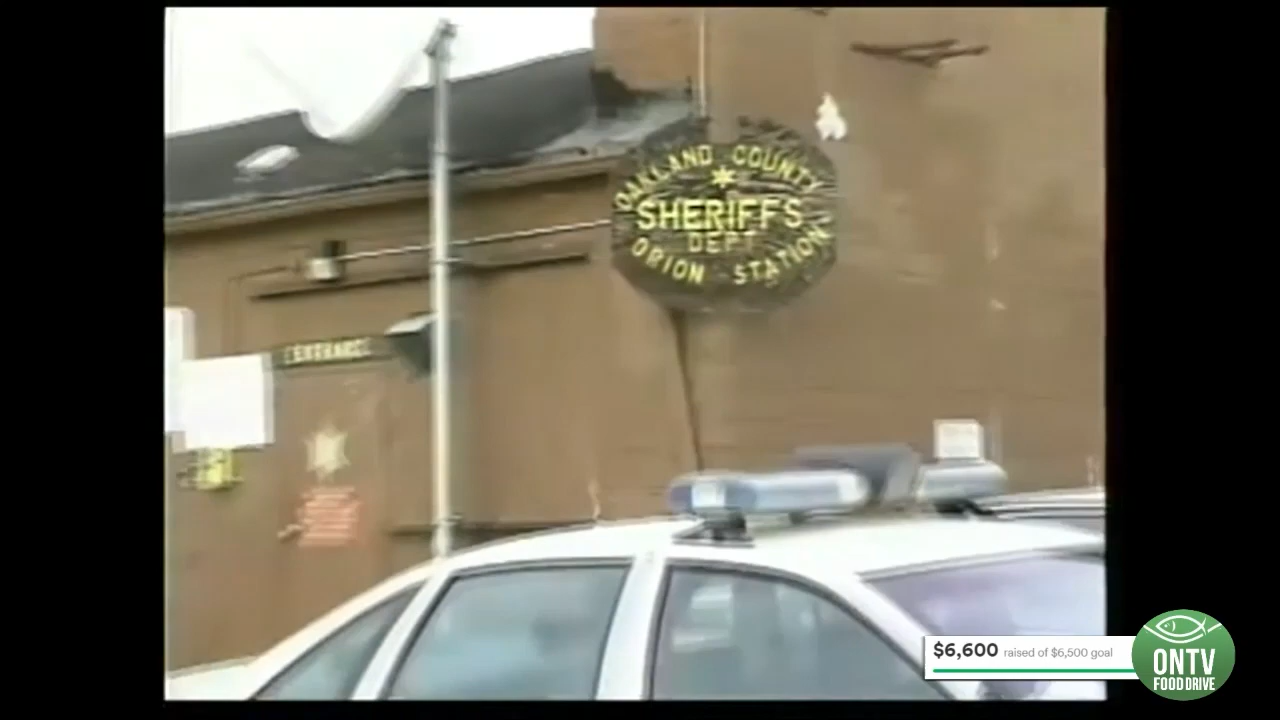 OAKLAND COUNTY
SHERIFFS
DEPT
ORION STATION
ENTRANCE
$6,600 raised of $6,500 goal
ONTV
FOOD DRIVE